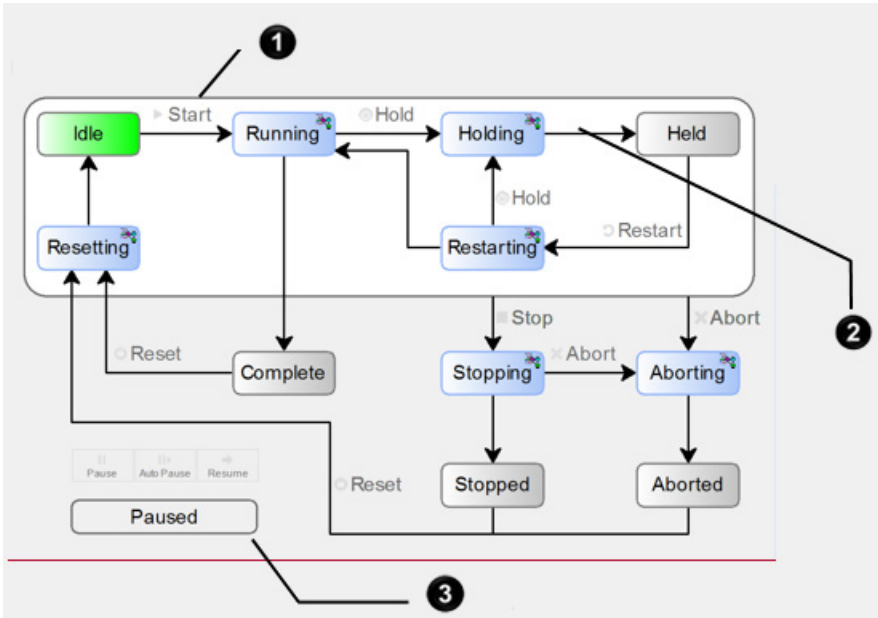 1
Start
Hold
Idle
Running
Holding
Held
Hold
Restart
Resetting
Restarting
Stop
Abort
2
Reset
Abort
Complete
Stopping
Aborting
Pause
Auto Pause
Resume
Reset
Stopped
Aborted
Paused
3